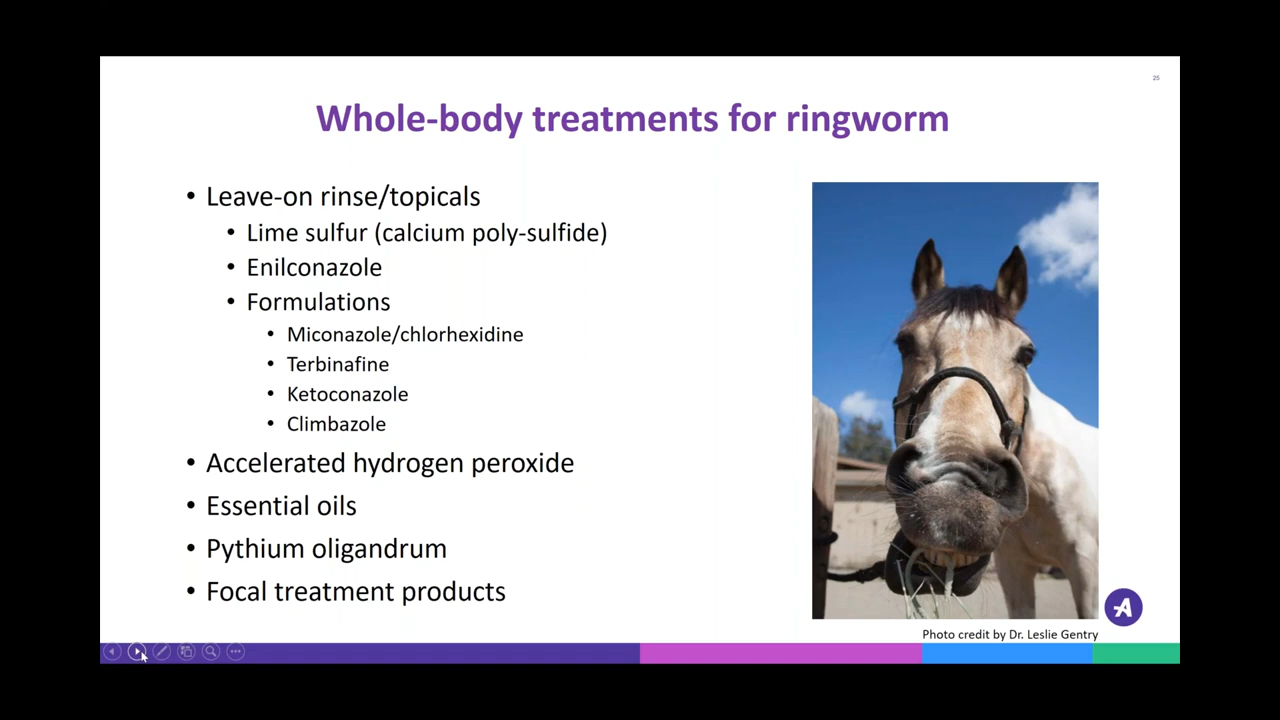 25
Whole-body treatments for ringworm
• Leave-on rinse/topicals
• Lime sulfur (calcium poly-sulfide)
• Enilconazole
• Formulations
• Miconazole/chlorhexidine
• Terbinafine
• Ketoconazole
• Climbazole
• Accelerated hydrogen peroxide
• Essential oils
• Pythium oligandrum
• Focal treatment products
A
Photo credit by Dr. Leslie Gentry